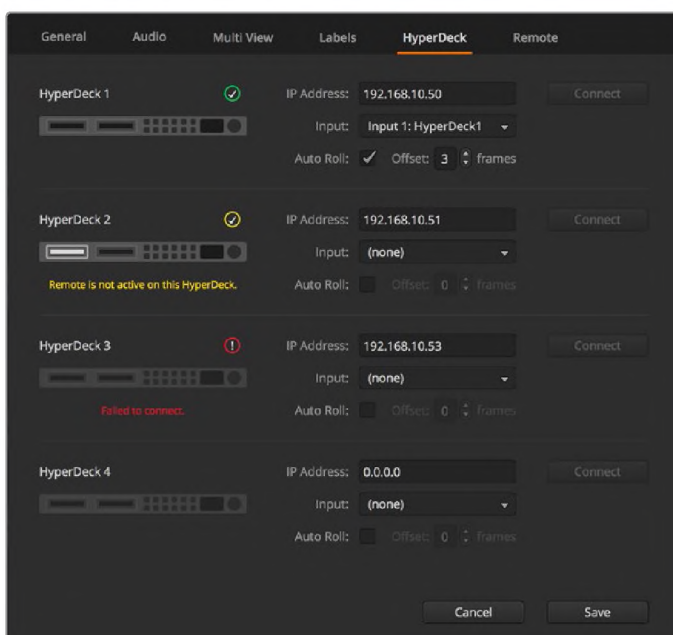 General Audio Multi View Labels HyperDeck Remote
HyperDeck 1 IP Address: 192.168.10.50 Connect
Input: Input 1: HyperDeck1
Auto Roll: Offset: 3 frames
HyperDeck 2 IP Address: 192.168.10.51 Connect
Input: (none)
Remote is not active on this HyperDeck. Auto Roll: Offset: 0 frames
HyperDeck 3 IP Address: 192.168.10.53 Connect
Input: (none)
Failed to connect. Auto Roll: Offset: 0 frames
HyperDeck 4 IP Address: 0.0.0.0 Connect
Input: (none)
Auto Roll: Offset: 0 frames
Cancel Save